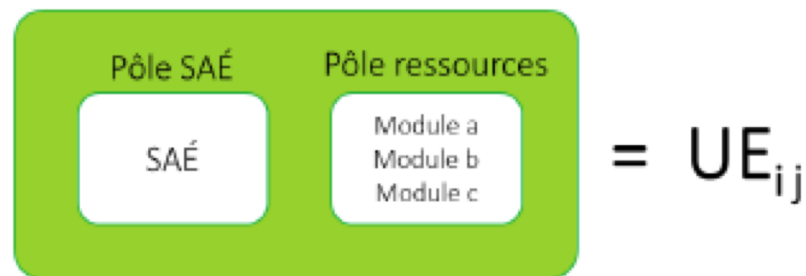 Pôle SAÉ
SAÉ
Pôle ressources
Module a
Module b
Module c
= UEij